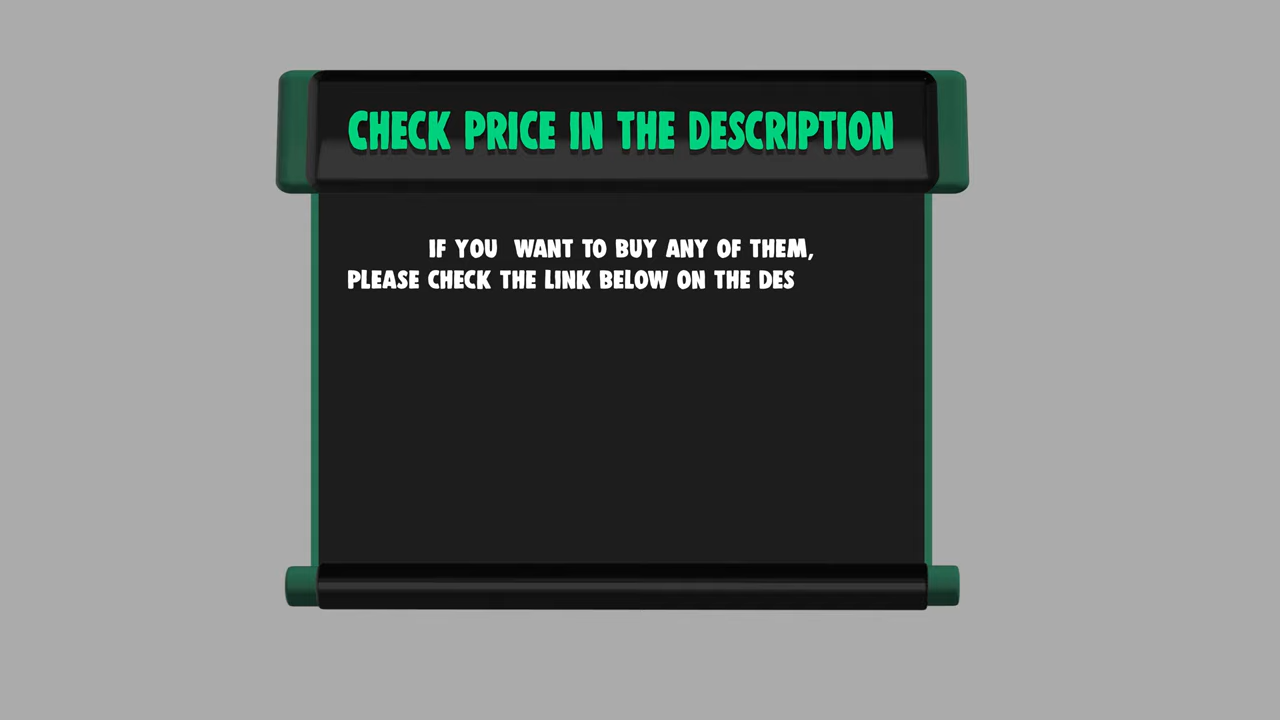 CHECK PRICE IN THE DESCRIPTION
IF YOU  WANT TO BUY ANY OF THEM,
PLEASE CHECK THE LINK BELOW ON THE DES